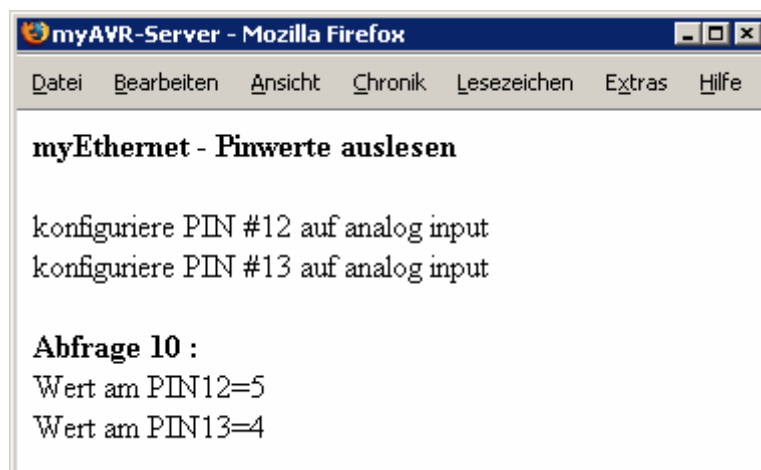 myAVR-Server - Mozilla Firefox
Datei Bearbeiten Ansicht Chronik Lesezeichen Extras Hilfe
myEthernet - Pinwerte auslesen
konfiguriere PIN #12 auf analog input
konfiguriere PIN #13 auf analog input
Abfrage 10 :
Wert am PIN12=5
Wert am PIN13=4